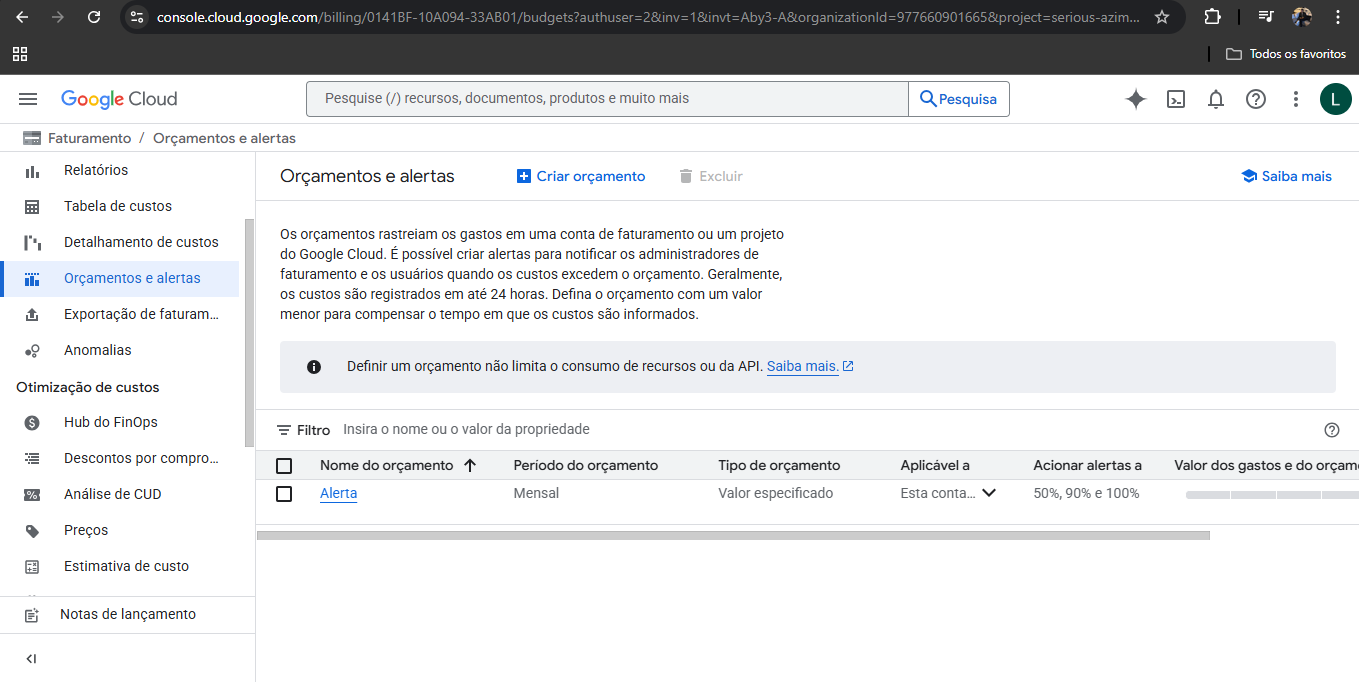 console.cloud.google.com/billing/0141BF-10A094-33AB01/budgets?authuser=2&inv=1&invt=Aby3-A&organizationId=977660901665&project=serious-azim...
Todos os favoritos
Google Cloud
Pesquise (/) recursos, documentos, produtos e muito mais
Pesquisa
L
Faturamento / Orçamentos e alertas
Relatórios
Tabela de custos
Detalhamento de custos
Orçamentos e alertas
Exportação de faturam...
Anomalias
Otimização de custos
Hub do FinOps
Descontos por compro...
Análise de CUD
Preços
Estimativa de custo
Notas de lançamento
Orçamentos e alertas
Criar orçamento
Excluir
Saiba mais
Os orçamentos rastreiam os gastos em uma conta de faturamento ou um projeto
do Google Cloud. É possível criar alertas para notificar os administradores de
faturamento e os usuários quando os custos excedem o orçamento. Geralmente,
os custos são registrados em até 24 horas. Defina o orçamento com um valor
menor para compensar o tempo em que os custos são informados.
Definir um orçamento não limita o consumo de recursos ou da API. Saiba mais.
Filtro Insira o nome ou o valor da propriedade
Nome do orçamento Período do orçamento Tipo de orçamento Aplicável a Acionar alertas a Valor dos gastos e do orçame
Alerta Mensal Valor especificado Esta conta... 50%, 90% e 100%